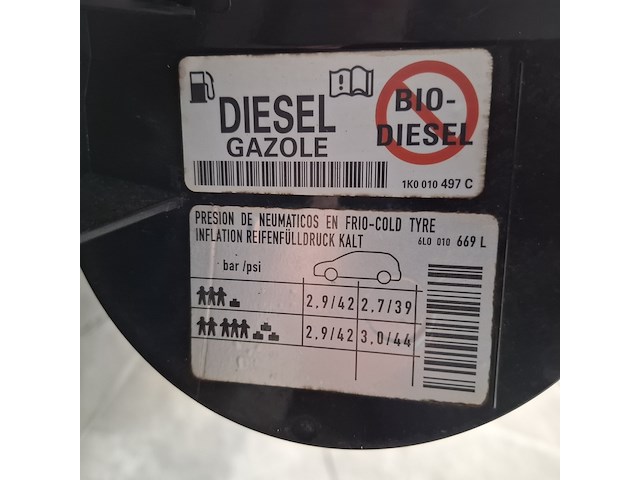 DIESEL
GAZOLE
BIO-
DIESEL
1K0 010 497 C
PRESION DE NEUMATICOS EN FRIO-COLD TYRE
INFLATION REIFENFÜLLDRUCK KALT
6L0 010 669 L
bar/psi
2.9/42 2.7/39
2.9/42 3.0/44